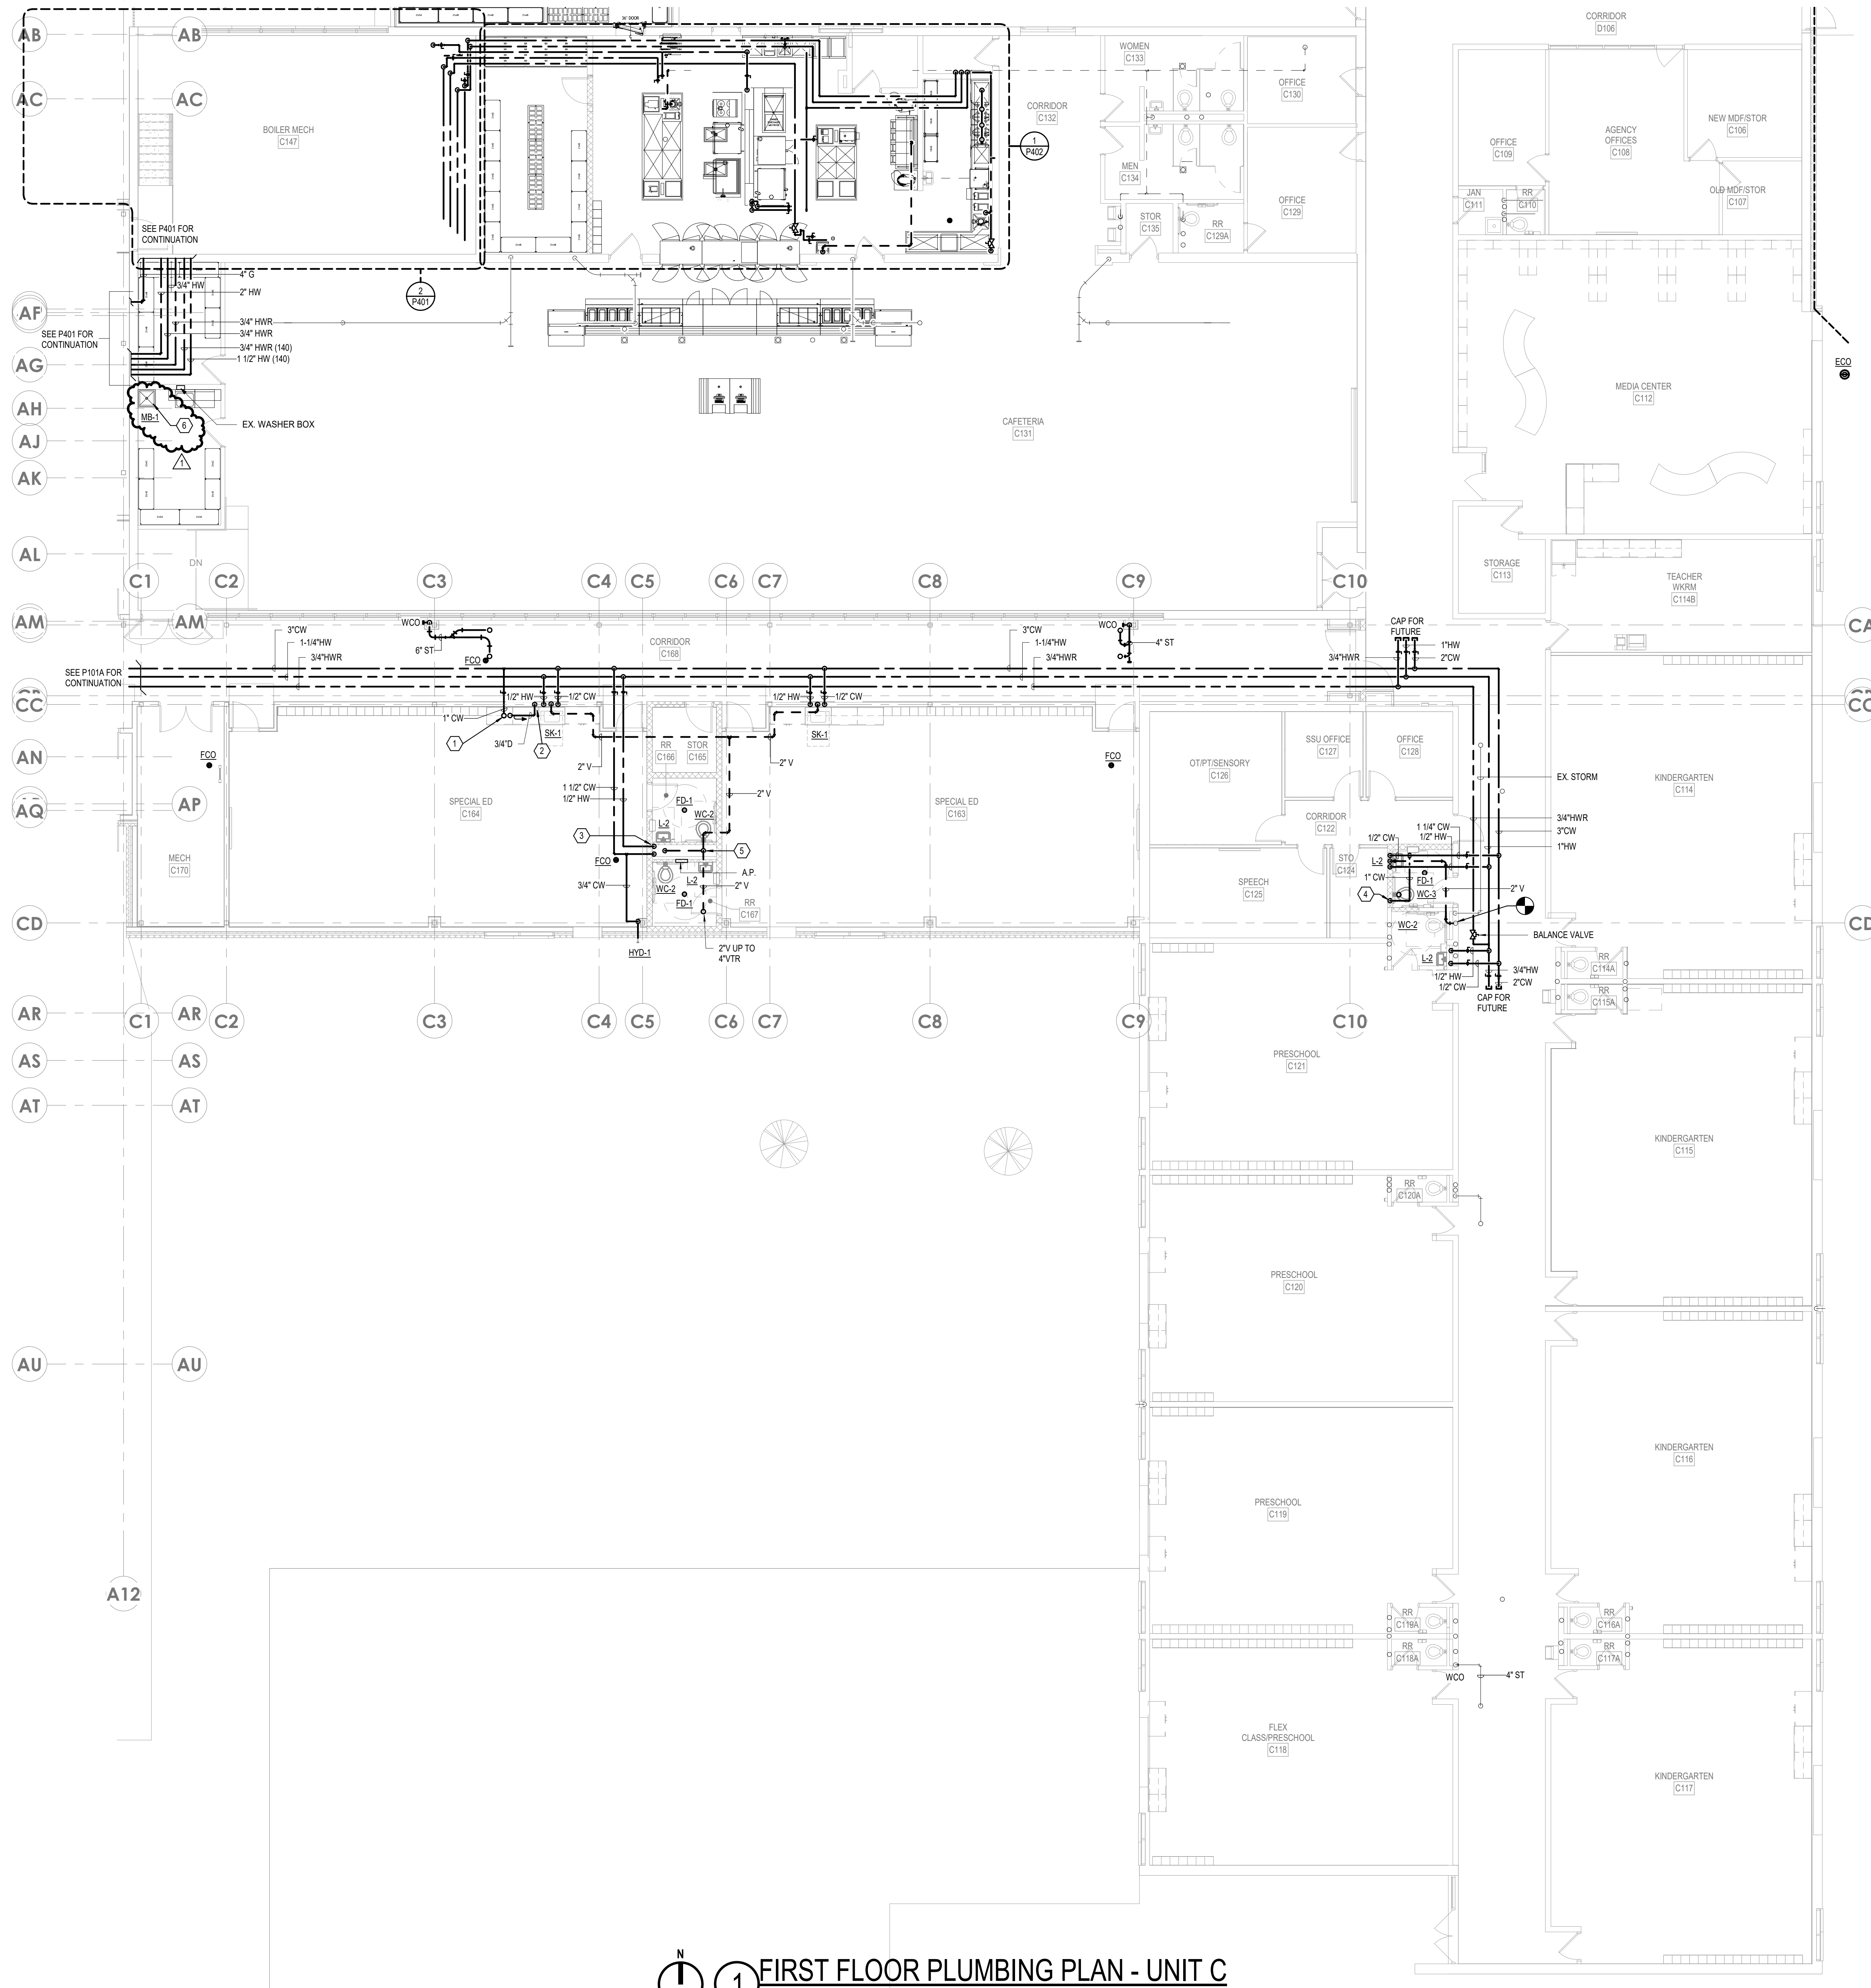 36" DOOR
CORRIDOR
D106
AB
AB
WOMEN
C133
OFFICE
C130
AC
AC
CORRIDOR
C132
BOILER MECH
C147
1
P402
OFFICE
C109
AGENCY
OFFICES
C108
NEW MDF/STOR
C106
MEN
C134
OFFICE
C129
JAN
C111
RR
C110
OLD MDF/STOR
C107
STOR
C135
RR
C129A
SEE P401 FOR
CONTINUATION
4" G
3/4" HW
2" HW
2
P401
AF
3/4" HWR
SEE P401 FOR
CONTINUATION
3/4" HWR
3/4" HWR (140)
1 1/2" HW (140)
AG
ECO
MEDIA CENTER
C112
AH
MB-1
6
EX. WASHER BOX
CAFETERIA
C131
AJ
1
AK
AL
DN
STORAGE
C113
TEACHER
WKRM
C114B
C1
C2
C3
C4
C5
C6
C7
C8
C9
C10
AM
AM
WCO
3"CW
1-1/4"HW
3/4"HWR
6" ST
FCO
CORRIDOR
C168
3"CW
1-1/4"HW
3/4"HWR
WCO
4" ST
CAP FOR
FUTURE
1"HW
2"CW
3/4"HWR
CA
SEE P101A FOR
CONTINUATION
CC
CC
1/2" HW
1/2" CW
1/2" HW
1/2" CW
1" CW
1
3/4"D
2
SK-1
SK-1
AN
FCO
RR
C166
STOR
C165
2" V
2" V
FCO
OT/PT/SENSORY
C126
SSU OFFICE
C127
OFFICE
C128
EX. STORM
KINDERGARTEN
C114
AQ
AP
SPECIAL ED
C164
1 1/2" CW
1/2" HW
FD-1
WC-2
L-2
2" V
SPECIAL ED
C163
CORRIDOR
C122
3/4"HWR
3"CW
1"HW
3
5
FCO
A.P.
1/2" CW
1 1/4" CW
1/2" HW
L-2
STO
C124
MECH
C170
3/4" CW
L-2
WC-2
FD-1
2" V
RR
C167
SPEECH
C125
1" CW
4
FD-1
WC-3
2" V
CD
WC-2
BALANCE VALVE
CD
HYD-1
2"V UP TO
4"VTR
L-2
1/2" HW
1/2" CW
3/4"HW
2"CW
CAP FOR
FUTURE
RR
C114A
RR
C115A
AR
AR
C1
C2
C3
C4
C5
C6
C7
C8
C9
C10
AS
AS
PRESCHOOL
C121
AT
AT
KINDERGARTEN
C115
RR
C120A
PRESCHOOL
C120
AU
AU
KINDERGARTEN
C116
PRESCHOOL
C119
A12
RR
C119A
RR
C116A
RR
C118A
RR
C117A
WCO
4" ST
FLEX
CLASS/PRESCHOOL
C118
KINDERGARTEN
C117
N
1
FIRST FLOOR PLUMBING PLAN - UNIT C